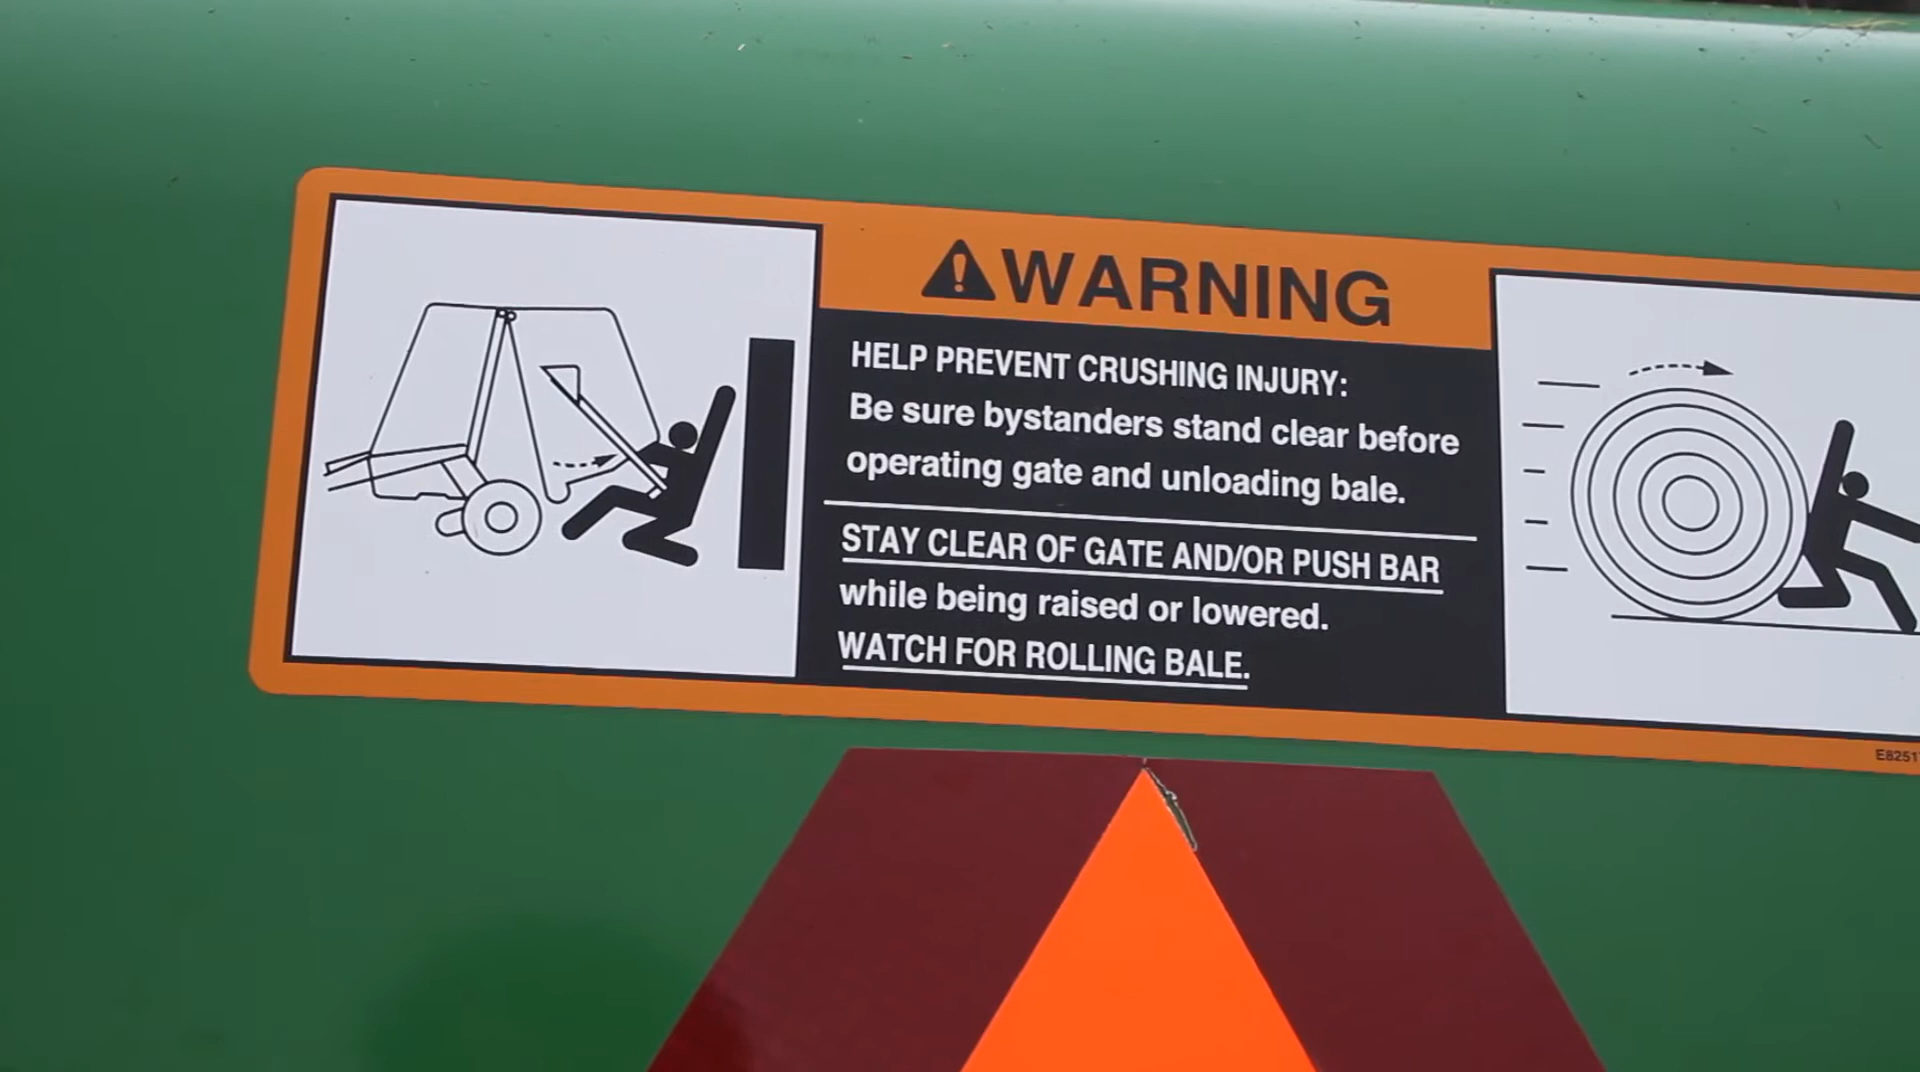 WARNING
HELP PREVENT CRUSHING INJURY:
Be sure bystanders stand clear before
operating gate and unloading bale.
STAY CLEAR OF GATE AND/OR PUSH BAR
while being raised or lowered.
WATCH FOR ROLLING BALE.